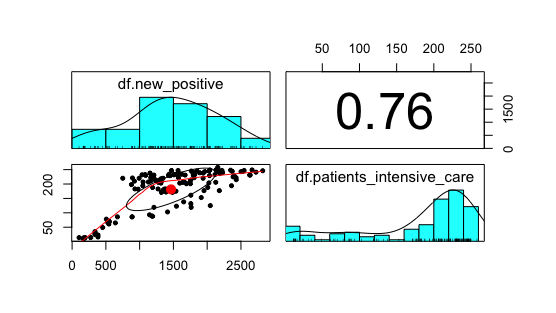 50 100 150 200 250
df.new_positive
0.76
0 1500
df.patients_intensive_care
50 200
0 500 1500 2500